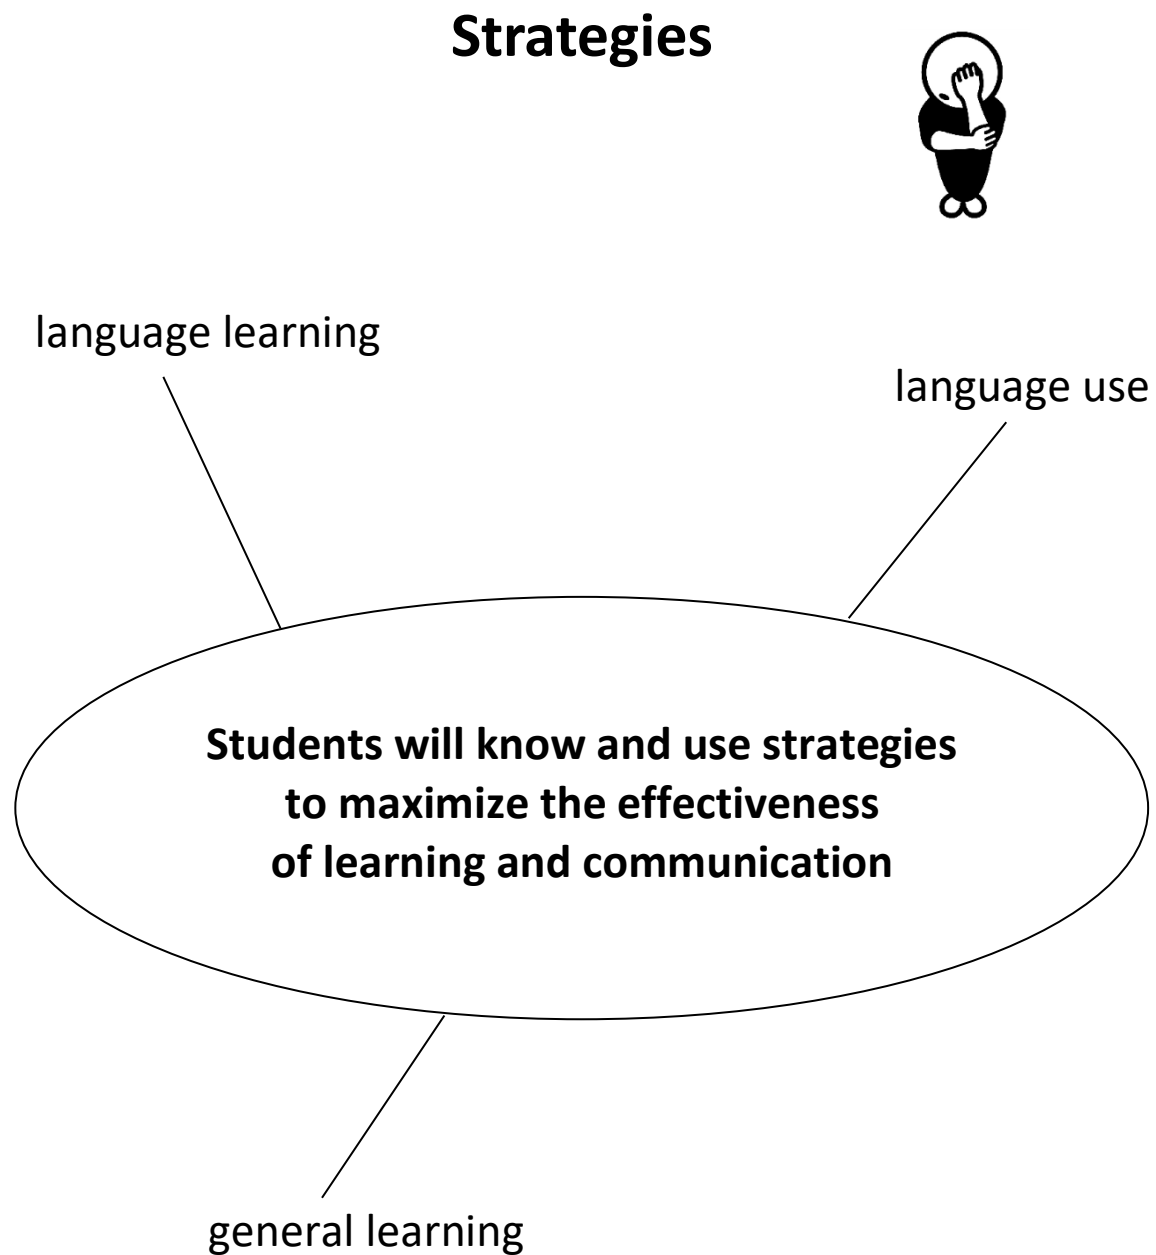 Strategies
language learning
language use
Students will know and use strategies
to maximize the effectiveness
of learning and communication
general learning